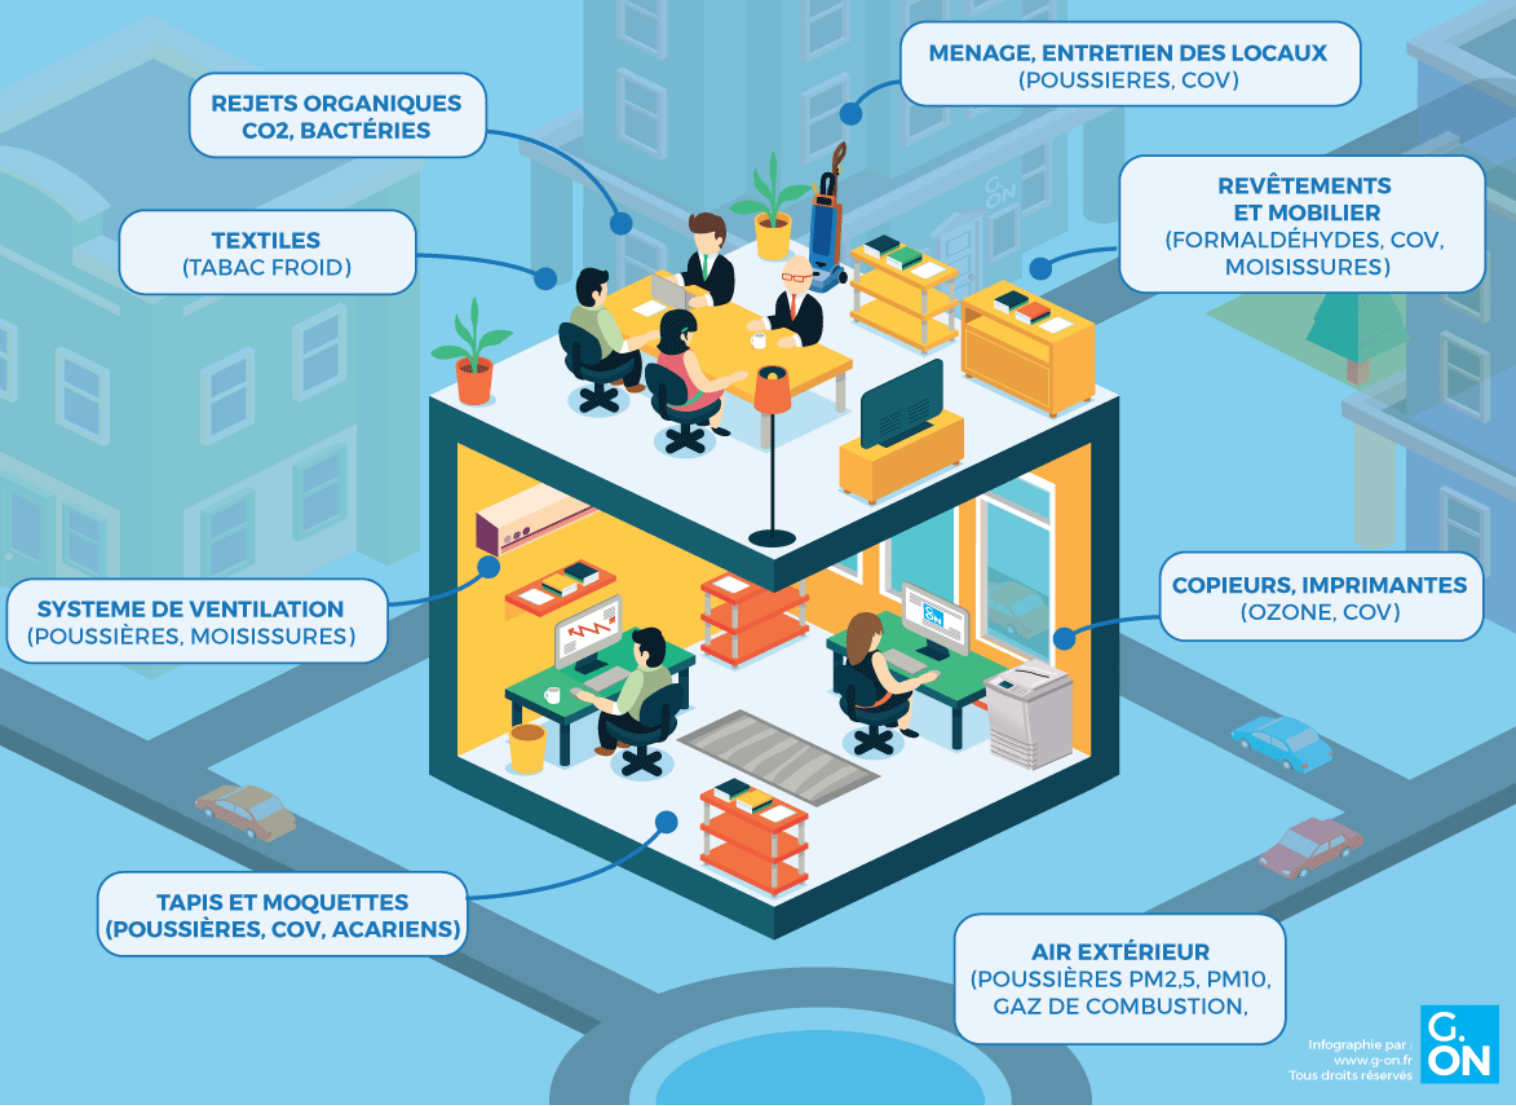 MENAGE, ENTRETIEN DES LOCAUX
(POUSSIERES, COV)
REJETS ORGANIQUES
CO2, BACTÉRIES
REVÊTEMENTS
ET MOBILIER
(FORMALDÉHYDES, COV,
MOISISSURES)
TEXTILES
(TABAC FROID)
G.
ON
SYSTEME DE VENTILATION
(POUSSIÈRES, MOISISSURES)
COPIEURS, IMPRIMANTES
(OZONE, COV)
G.
ON
TAPIS ET MOQUETTES
(POUSSIÈRES, COV, ACARIENS)
AIR EXTÉRIEUR
(POUSSIÈRES PM2,5, PM10,
GAZ DE COMBUSTION,
Infographie par :
www.g-on.fr
Tous droits réservés
G.
ON